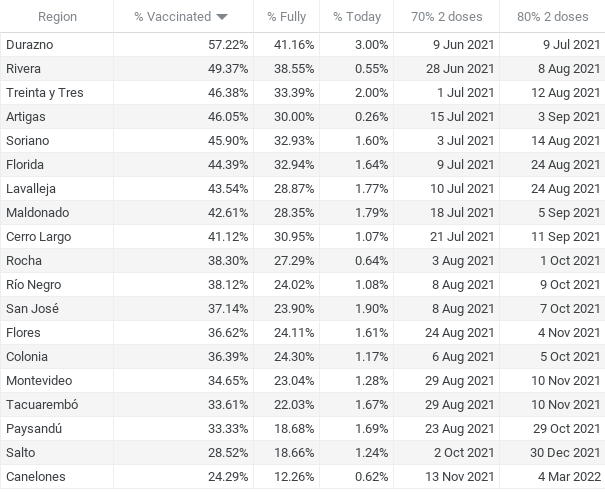 Region % Vaccinated % Fully % Today 70% 2 doses 80% 2 doses
Durazno 57.22% 41.16% 3.00% 9 Jun 2021 9 Jul 2021
Rivera 49.37% 38.55% 0.55% 28 Jun 2021 8 Aug 2021
Treinta y Tres 46.38% 33.39% 2.00% 1 Jul 2021 12 Aug 2021
Artigas 46.05% 30.00% 0.26% 15 Jul 2021 3 Sep 2021
Soriano 45.90% 32.93% 1.60% 3 Jul 2021 14 Aug 2021
Florida 44.39% 32.94% 1.64% 9 Jul 2021 24 Aug 2021
Lavalleja 43.54% 28.87% 1.77% 10 Jul 2021 24 Aug 2021
Maldonado 42.61% 28.35% 1.79% 18 Jul 2021 5 Sep 2021
Cerro Largo 41.12% 30.95% 1.07% 21 Jul 2021 11 Sep 2021
Rocha 38.30% 27.29% 0.64% 3 Aug 2021 1 Oct 2021
Río Negro 38.12% 24.02% 1.08% 8 Aug 2021 9 Oct 2021
San José 37.14% 23.90% 1.90% 8 Aug 2021 7 Oct 2021
Flores 36.62% 24.11% 1.61% 24 Aug 2021 4 Nov 2021
Colonia 36.39% 24.30% 1.17% 6 Aug 2021 5 Oct 2021
Montevideo 34.65% 23.04% 1.28% 29 Aug 2021 10 Nov 2021
Tacuarembó 33.61% 22.03% 1.67% 29 Aug 2021 10 Nov 2021
Paysandú 33.33% 18.68% 1.69% 23 Aug 2021 29 Oct 2021
Salto 28.52% 18.66% 1.24% 2 Oct 2021 30 Dec 2021
Canelones 24.29% 12.26% 0.62% 13 Nov 2021 4 Mar 2022